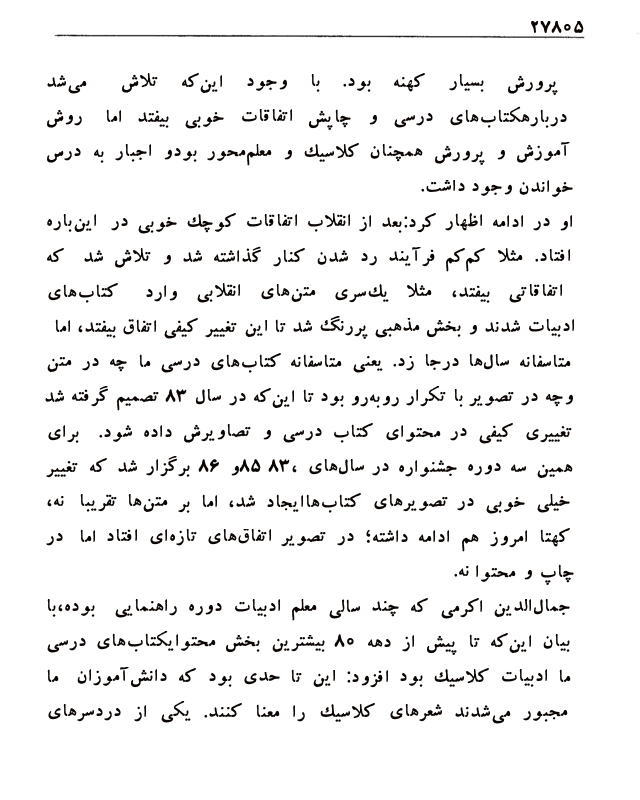 ۲۷۸۰۵
پرورش بسیار کهنه بود. با وجود این‌که تلاش می‌شد
دربارهکتاب‌های درسی و چاپش اتفاقات خوبی بیفتد اما روش
آموزش و پرورش همچنان کلاسیك و معلم‌محور بودو اجبار به درس
خواندن وجود داشت.
او در ادامه اظهار کرد:بعد از انقلاب اتفاقات کوچك خوبی در این‌باره
افتاد. مثلا کم‌کم فرآیند رد شدن کنار گذاشته شد و تلاش شد که
اتفاقاتی بیفتد، مثلا یك‌سری متن‌های انقلابی وارد کتاب‌های
ادبیات شدند و بخش مذهبی پررنگ شد تا این تغییر کیفی اتفاق بیفتد، اما
متاسفانه سال‌ها درجا زد. یعنی متاسفانه کتاب‌های درسی ما چه در متن
وچه در تصویر با تکرار روبه‌رو بود تا این‌که در سال ۸۳ تصمیم گرفته شد
تغییری کیفی در محتوای کتاب درسی و تصاویرش داده شود. برای
همین سه دوره جشنواره در سال‌های ،۸۳ ۸۵و ۸۶ برگزار شد که تغییر
خیلی خوبی در تصویرهای کتاب‌هاایجاد شد، اما بر متن‌ها تقریبا نه،
کهتا امروز هم ادامه داشته؛ در تصویر اتفاق‌های تازه‌ای افتاد اما در
چاپ و محتوا نه.
جمال‌الدین اکرمی که چند سالی معلم ادبیات دوره راهنمایی بوده،با
بیان این‌که تا پیش از دهه ۸۰ بیشترین بخش محتوایکتاب‌های درسی
ما ادبیات کلاسیك بود افزود: این تا حدی بود که دانش‌آموزان ما
مجبور می‌شدند شعرهای کلاسیك را معنا کنند. یکی از دردسرهای